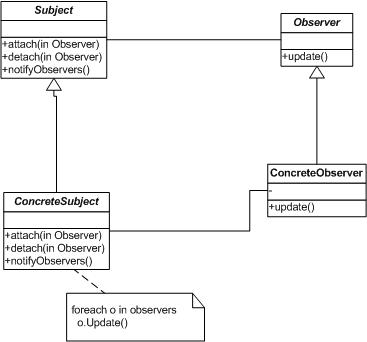 Subject
+attach(in Observer)
+detach(in Observer)
+notifyObservers()
Observer
+update()
ConcreteObserver
-
+update()
ConcreteSubject
+attach(in Observer)
+detach(in Observer)
+notifyObservers()
foreach o in observers
o.Update()